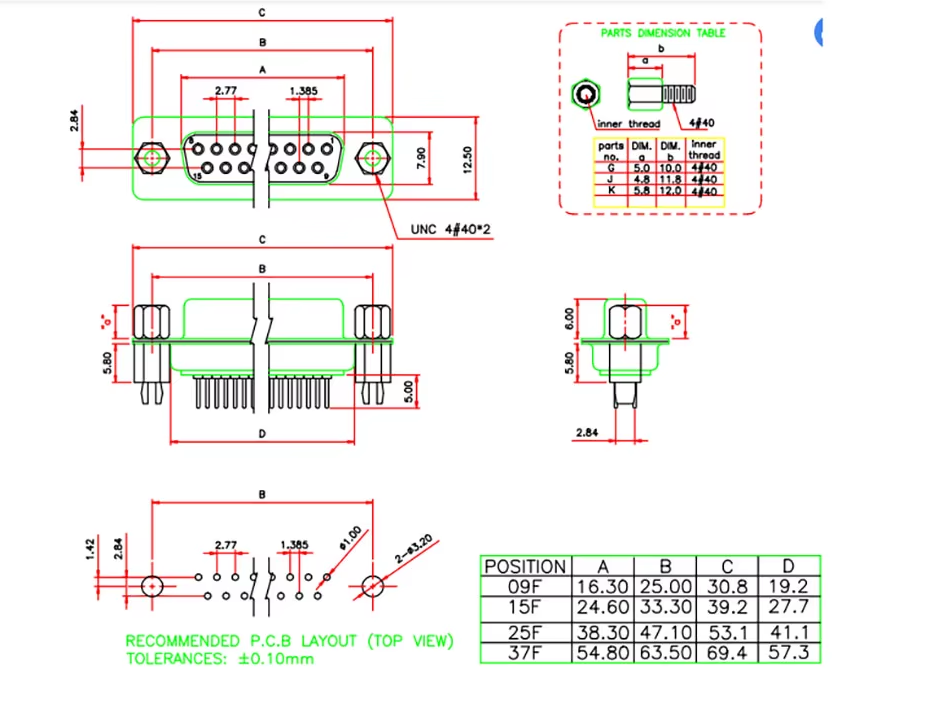 C
B
A
2.77
1.385
2.84
8
1
15
9
7.90
12.50
UNC 4#40*2
PARTS DIMENSION TABLE
b
a
inner thread
4#40
parts no. DIM. a DIM. b Inner thread
G 5.0 10.0 4#40
J 4.8 11.8 4#40
K 5.8 12.0 4#40
C
B
"a"
5.80
5.00
D
6.00
"a"
5.80
2.84
B
1.42
2.84
2.77
1.385
ø1.00
2-ø3.20
RECOMMENDED P.C.B LAYOUT (TOP VIEW)
TOLERANCES: ±0.10mm
POSITION A B C D
09F 16.30 25.00 30.8 19.2
15F 24.60 33.30 39.2 27.7
25F 38.30 47.10 53.1 41.1
37F 54.80 63.50 69.4 57.3